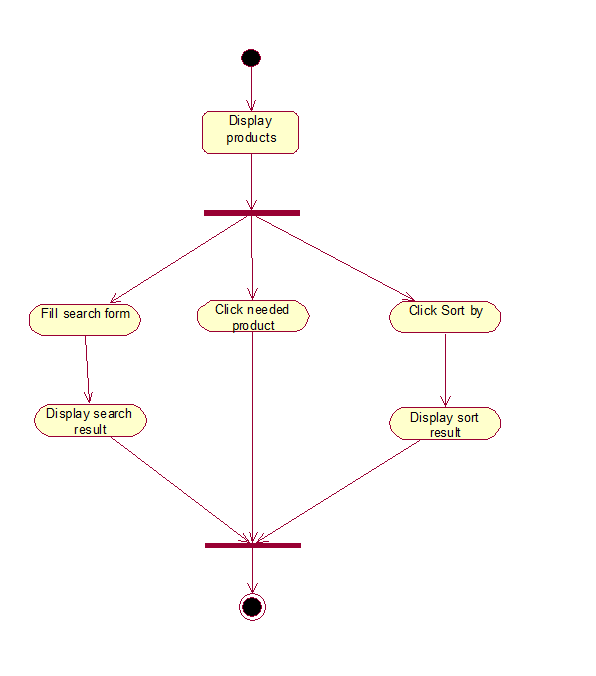 Display
products
Fill search form
Click needed
product
Click Sort by
Display search
result
Display sort
result